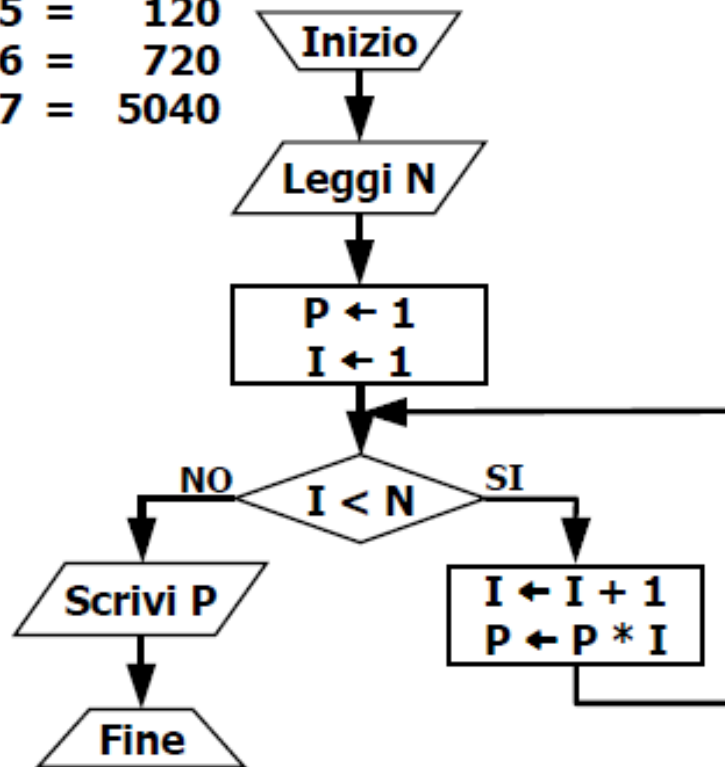 5 = 120
6 = 720
7 = 5040
Inizio
Leggi N
P ← 1
I ← 1
I < N
NO
SI
Scrivi P
I ← I + 1
P ← P * I
Fine